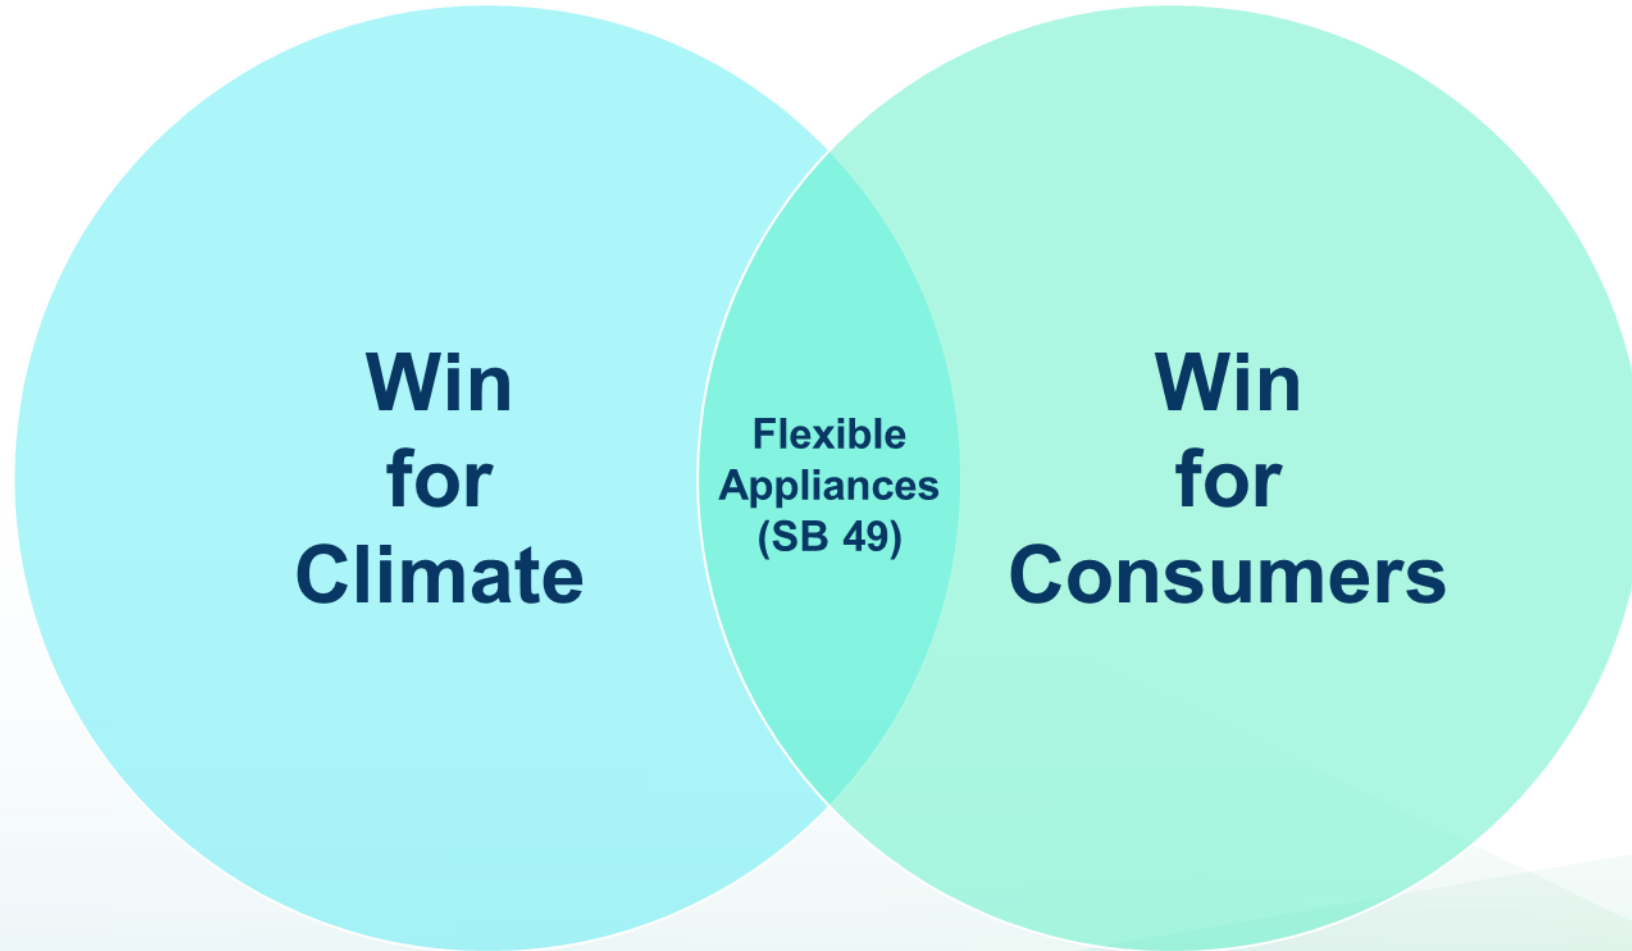 Win
for
Climate
Flexible
Appliances
(SB 49)
Win
for
Consumers